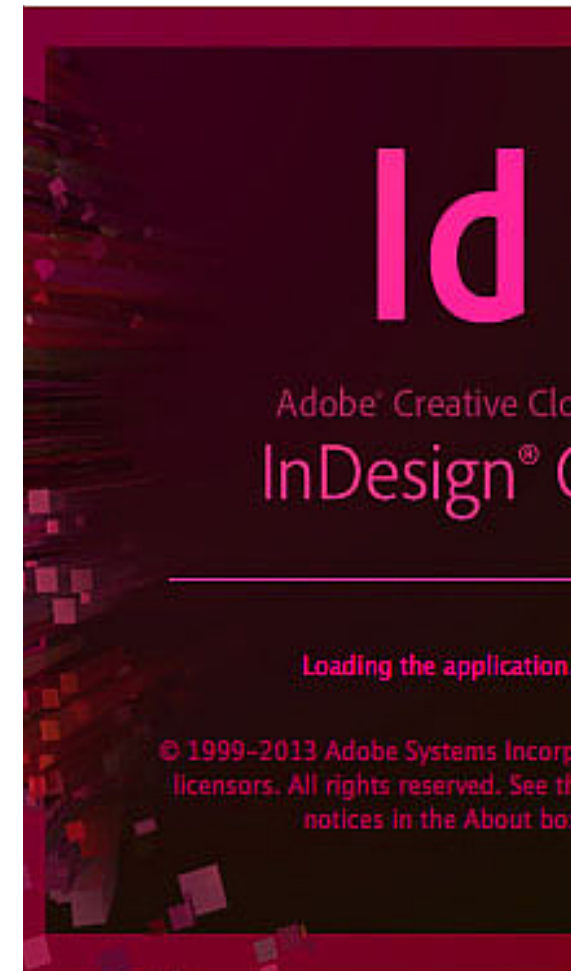 Id
Adobe® Creative Clo
InDesign® C
Loading the application.
© 1999–2013 Adobe Systems Incorp
licensors. All rights reserved. See th
notices in the About bo